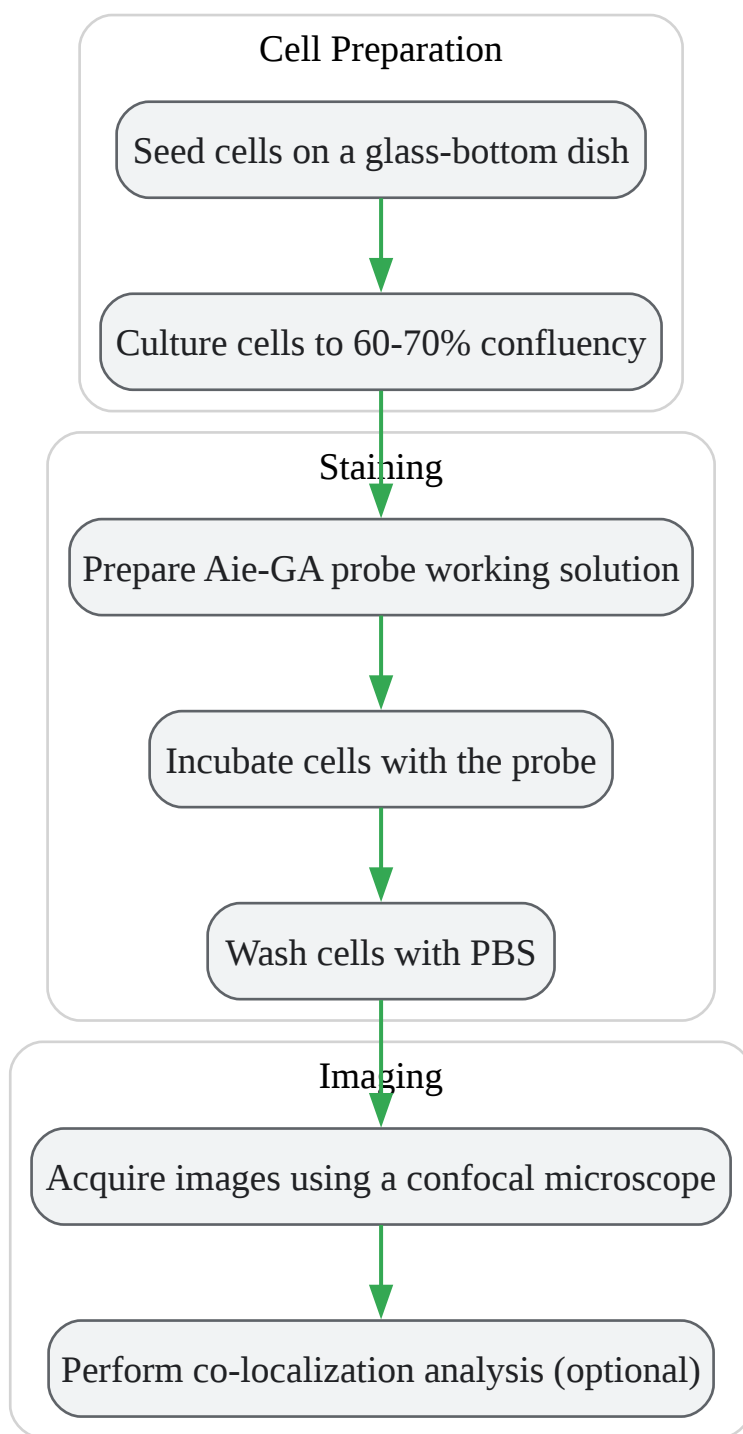 Cell Preparation
Seed cells on a glass-bottom dish
Culture cells to 60-70% confluency
Staining
Prepare Aie-GA probe working solution
Incubate cells with the probe
Wash cells with PBS
Imaging
Acquire images using a confocal microscope
Perform co-localization analysis (optional)